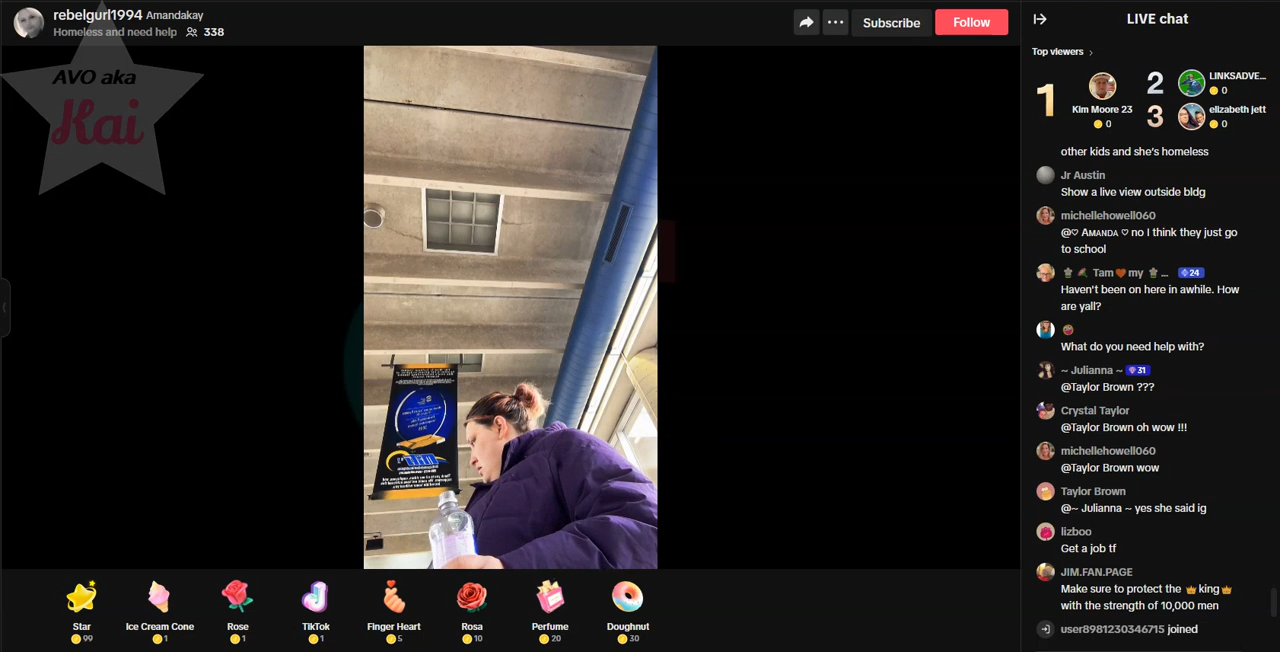 rebelgurl1994 Amandakay
Homeless and need help 338
Subscribe
Follow
LIVE chat
AVO aka
Kai
Top viewers
1
Kim Moore 23
0
2
LINKSADVE...
0
3
elizabeth jett
0
other kids and she's homeless
Jr Austin
Show a live view outside bldg
michellehowell060
@♡ Aᴍᴀɴᴅᴀ ♡ no I think they just go
to school
Tam my ... 24
Haven't been on here in awhile. How
are yall?
What do you need help with?
~ Julianna ~ 31
@Taylor Brown ???
Crystal Taylor
@Taylor Brown oh wow !!!
michellehowell060
@Taylor Brown wow
Taylor Brown
@~ Julianna ~ yes she said ig
lizboo
Get a job tf
JIM.FAN.PAGE
Make sure to protect the 👑king👑
with the strength of 10,000 men
user8981230346715 joined
Star
99
Ice Cream Cone
1
Rose
1
TikTok
1
Finger Heart
5
Rosa
10
Perfume
20
Doughnut
30